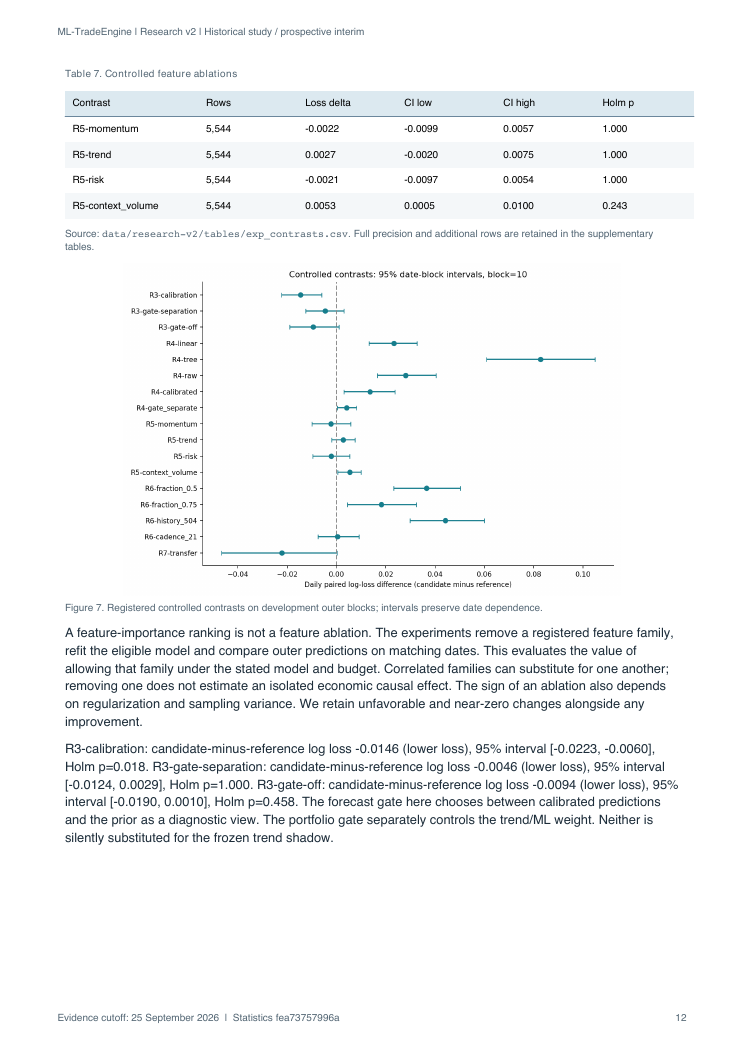 ML-TradeEngine | Research v2 | Historical study / prospective interim
Table 7. Controlled feature ablations
Contrast Rows Loss delta CI low CI high Holm p
R5-momentum 5,544 -0.0022 -0.0099 0.0057 1.000
R5-trend 5,544 0.0027 -0.0020 0.0075 1.000
R5-risk 5,544 -0.0021 -0.0097 0.0054 1.000
R5-context_volume 5,544 0.0053 0.0005 0.0100 0.243
Source: data/research-v2/tables/exp_contrasts.csv. Full precision and additional rows are retained in the supplementary
tables.
Controlled contrasts: 95% date-block intervals, block=10
R3-calibration
R3-gate-separation
R3-gate-off
R4-linear
R4-tree
R4-raw
R4-calibrated
R4-gate_separate
R5-momentum
R5-trend
R5-risk
R5-context_volume
R6-fraction_0.5
R6-fraction_0.75
R6-history_504
R6-cadence_21
R7-transfer
−0.04 −0.02 0.00 0.02 0.04 0.06 0.08 0.10
Daily paired log-loss difference (candidate minus reference)
Figure 7. Registered controlled contrasts on development outer blocks; intervals preserve date dependence.
A feature-importance ranking is not a feature ablation. The experiments remove a registered feature family,
refit the eligible model and compare outer predictions on matching dates. This evaluates the value of
allowing that family under the stated model and budget. Correlated families can substitute for one another;
removing one does not estimate an isolated economic causal effect. The sign of an ablation also depends
on regularization and sampling variance. We retain unfavorable and near-zero changes alongside any
improvement.
R3-calibration: candidate-minus-reference log loss -0.0146 (lower loss), 95% interval [-0.0223, -0.0060],
Holm p=0.018. R3-gate-separation: candidate-minus-reference log loss -0.0046 (lower loss), 95% interval
[-0.0124, 0.0029], Holm p=1.000. R3-gate-off: candidate-minus-reference log loss -0.0094 (lower loss), 95%
interval [-0.0190, 0.0010], Holm p=0.458. The forecast gate here chooses between calibrated predictions
and the prior as a diagnostic view. The portfolio gate separately controls the trend/ML weight. Neither is
silently substituted for the frozen trend shadow.
Evidence cutoff: 25 September 2026 | Statistics fea73757996a 12